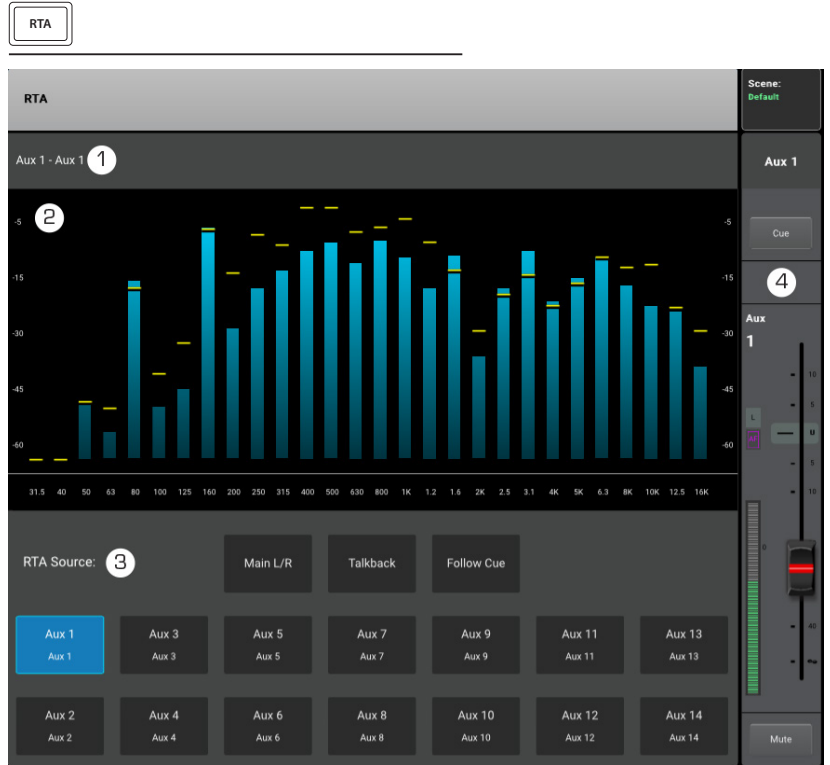 RTA
RTA
Scene:
Default
Aux 1 - Aux 1 1
Aux 1
2
-5 -5
Cue
-15 -15
4
Aux
1
-30 -30
10
-45 -45
5
L
M
U
-60 -60
5
31.5 40 50 63 80 100 125 160 200 250 315 400 500 630 800 1K 1.2 1.6 2K 2.5 3.1 4K 5K 6.3 8K 10K 12.5 16K
10
RTA Source: 3 Main L/R Talkback Follow Cue
0
Aux 1 Aux 3 Aux 5 Aux 7 Aux 9 Aux 11 Aux 13
Aux 1 Aux 3 Aux 5 Aux 7 Aux 9 Aux 11 Aux 13
40
∞
Aux 2 Aux 4 Aux 6 Aux 8 Aux 10 Aux 12 Aux 14
Aux 2 Aux 4 Aux 6 Aux 8 Aux 10 Aux 12 Aux 14
Mute